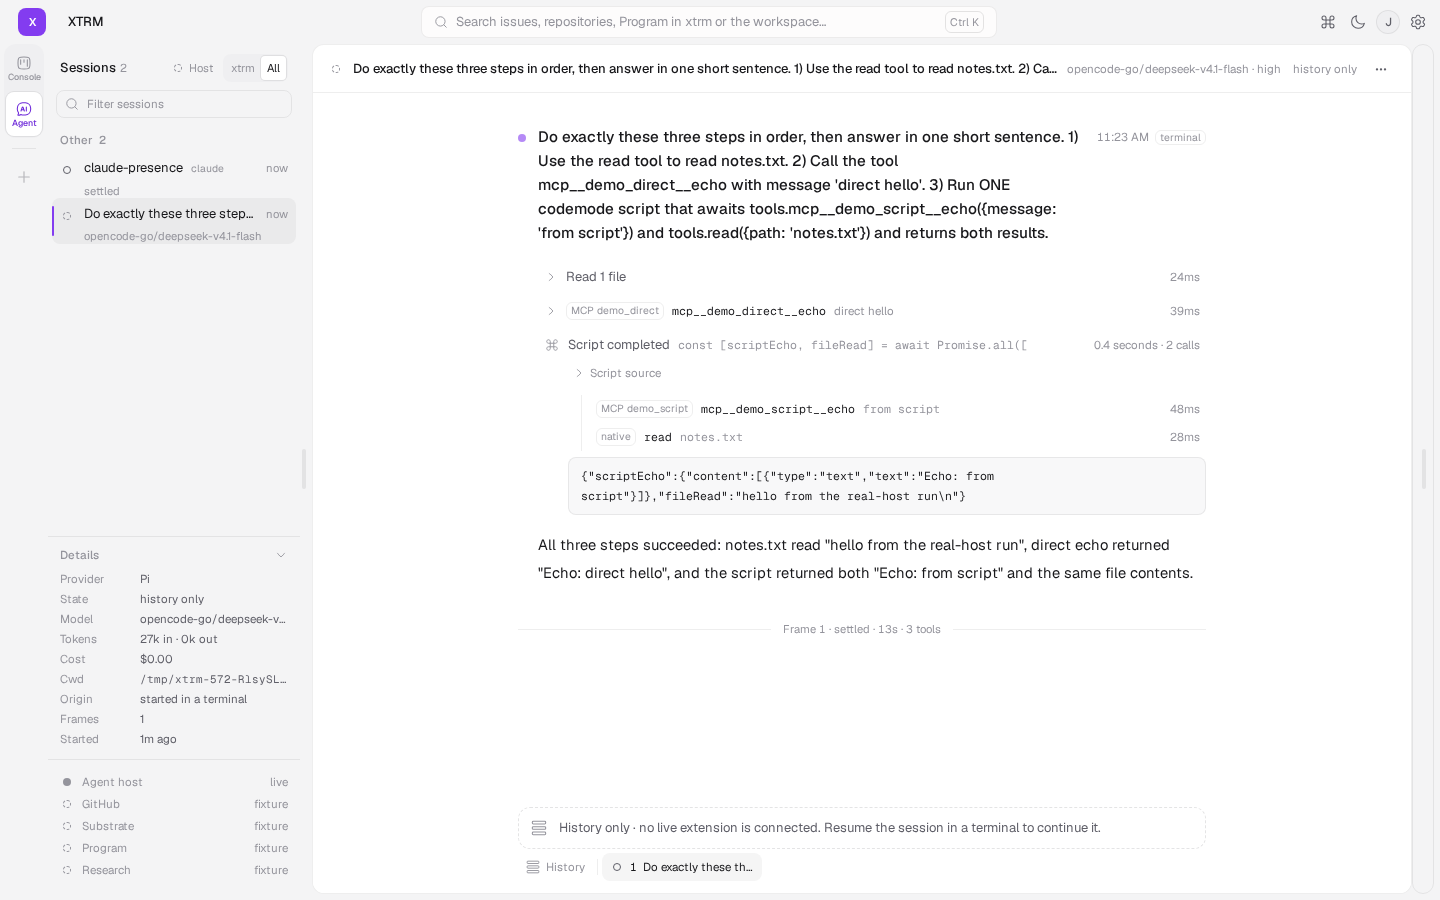 X XTRM
Search issues, repositories, Program in xtrm or the workspace... Ctrl K
J
Console
AI
Agent
Sessions 2 Host xtrm All
Filter sessions
Other 2
claude-presence claude now
settled
Do exactly these three step... now
opencode-go/deepseek-v4.1-flash
Details
Provider Pi
State history only
Model opencode-go/deepseek-v...
Tokens 27k in · 0k out
Cost $0.00
Cwd /tmp/xtrm-572-RlsySL...
Origin started in a terminal
Frames 1
Started 1m ago
Agent host live
GitHub fixture
Substrate fixture
Program fixture
Research fixture
Do exactly these three steps in order, then answer in one short sentence. 1) Use the read tool to read notes.txt. 2) Ca... opencode-go/deepseek-v4.1-flash · high history only
Do exactly these three steps in order, then answer in one short sentence. 1) 11:23 AM terminal
Use the read tool to read notes.txt. 2) Call the tool
mcp__demo_direct__echo with message 'direct hello'. 3) Run ONE
codemode script that awaits tools.mcp__demo_script__echo({message:
'from script'}) and tools.read({path: 'notes.txt'}) and returns both results.
Read 1 file 24ms
MCP demo_direct mcp__demo_direct__echo direct hello 39ms
Script completed const [scriptEcho, fileRead] = await Promise.all([ 0.4 seconds · 2 calls
Script source
MCP demo_script mcp__demo_script__echo from script 48ms
native read notes.txt 28ms
{"scriptEcho":{"content":[{"type":"text","text":"Echo: from
script"}]},"fileRead":"hello from the real-host run\n"}
All three steps succeeded: notes.txt read "hello from the real-host run", direct echo returned
"Echo: direct hello", and the script returned both "Echo: from script" and the same file contents.
Frame 1 · settled · 13s · 3 tools
History only · no live extension is connected. Resume the session in a terminal to continue it.
History 1 Do exactly these th...